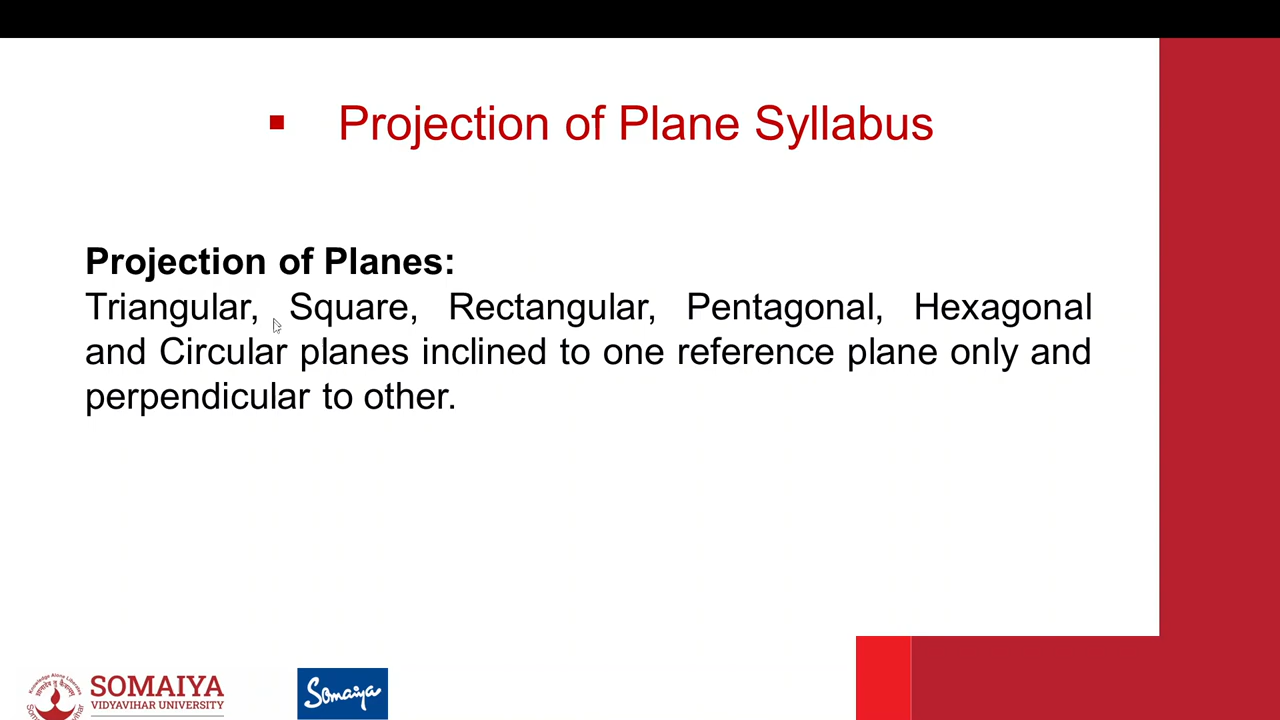 ▪ Projection of Plane Syllabus
Projection of Planes:
Triangular, Square, Rectangular, Pentagonal, Hexagonal
and Circular planes inclined to one reference plane only and
perpendicular to other.
SOMAIYA
VIDYAVIHAR UNIVERSITY
Somaiya